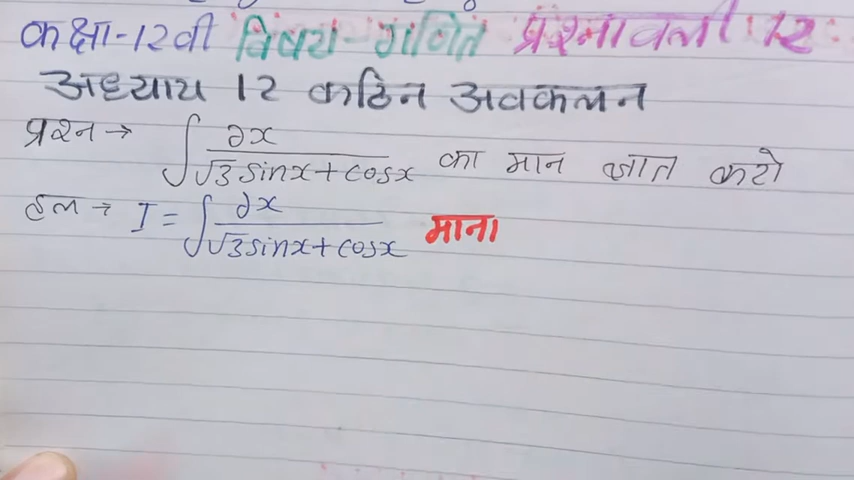 कक्षा-12वी विषय-गणित प्रश्नावली 12
अध्याय 12 कठिन अवकलन
प्रश्न → ∫ ∂x / √3 sinx + cosx का मान ज्ञात करो
हल → I = ∫ ∂x / √3 sinx + cosx माना